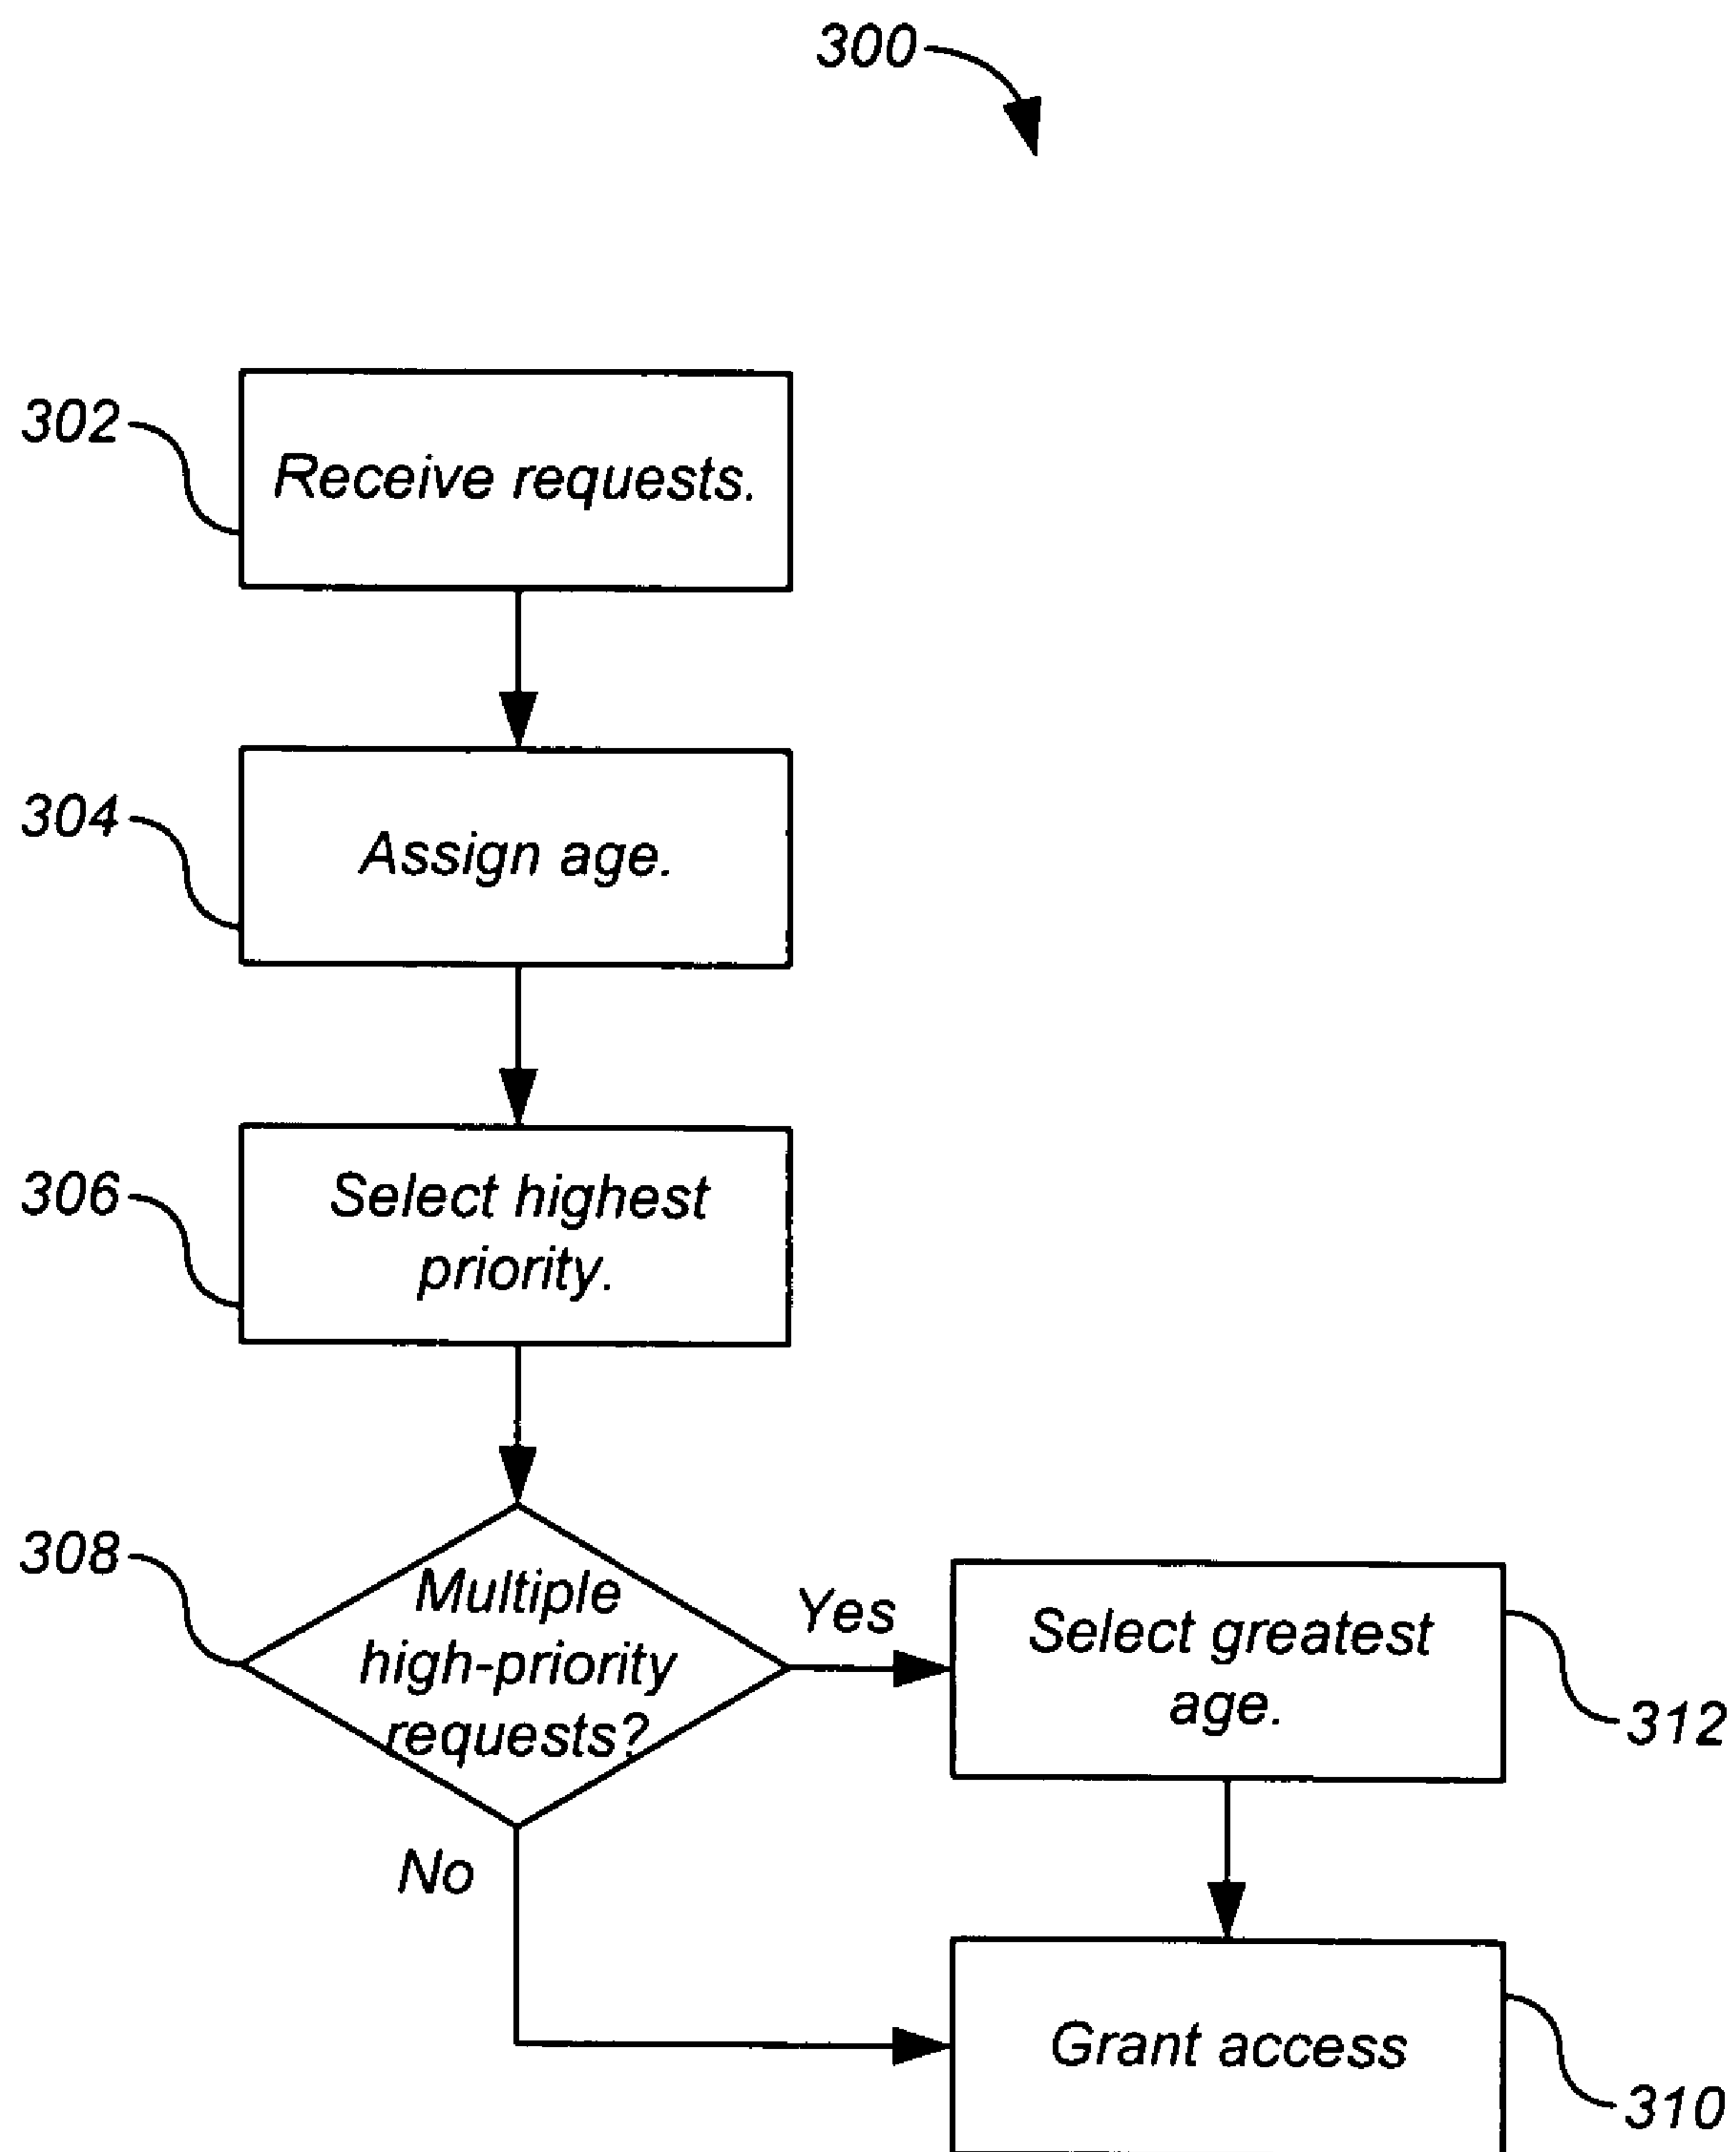 300
302
Receive requests.
304
Assign age.
306
Select highest
priority.
308
Multiple
high-priority
requests?
Yes
Select greatest
age.
312
No
Grant access
310